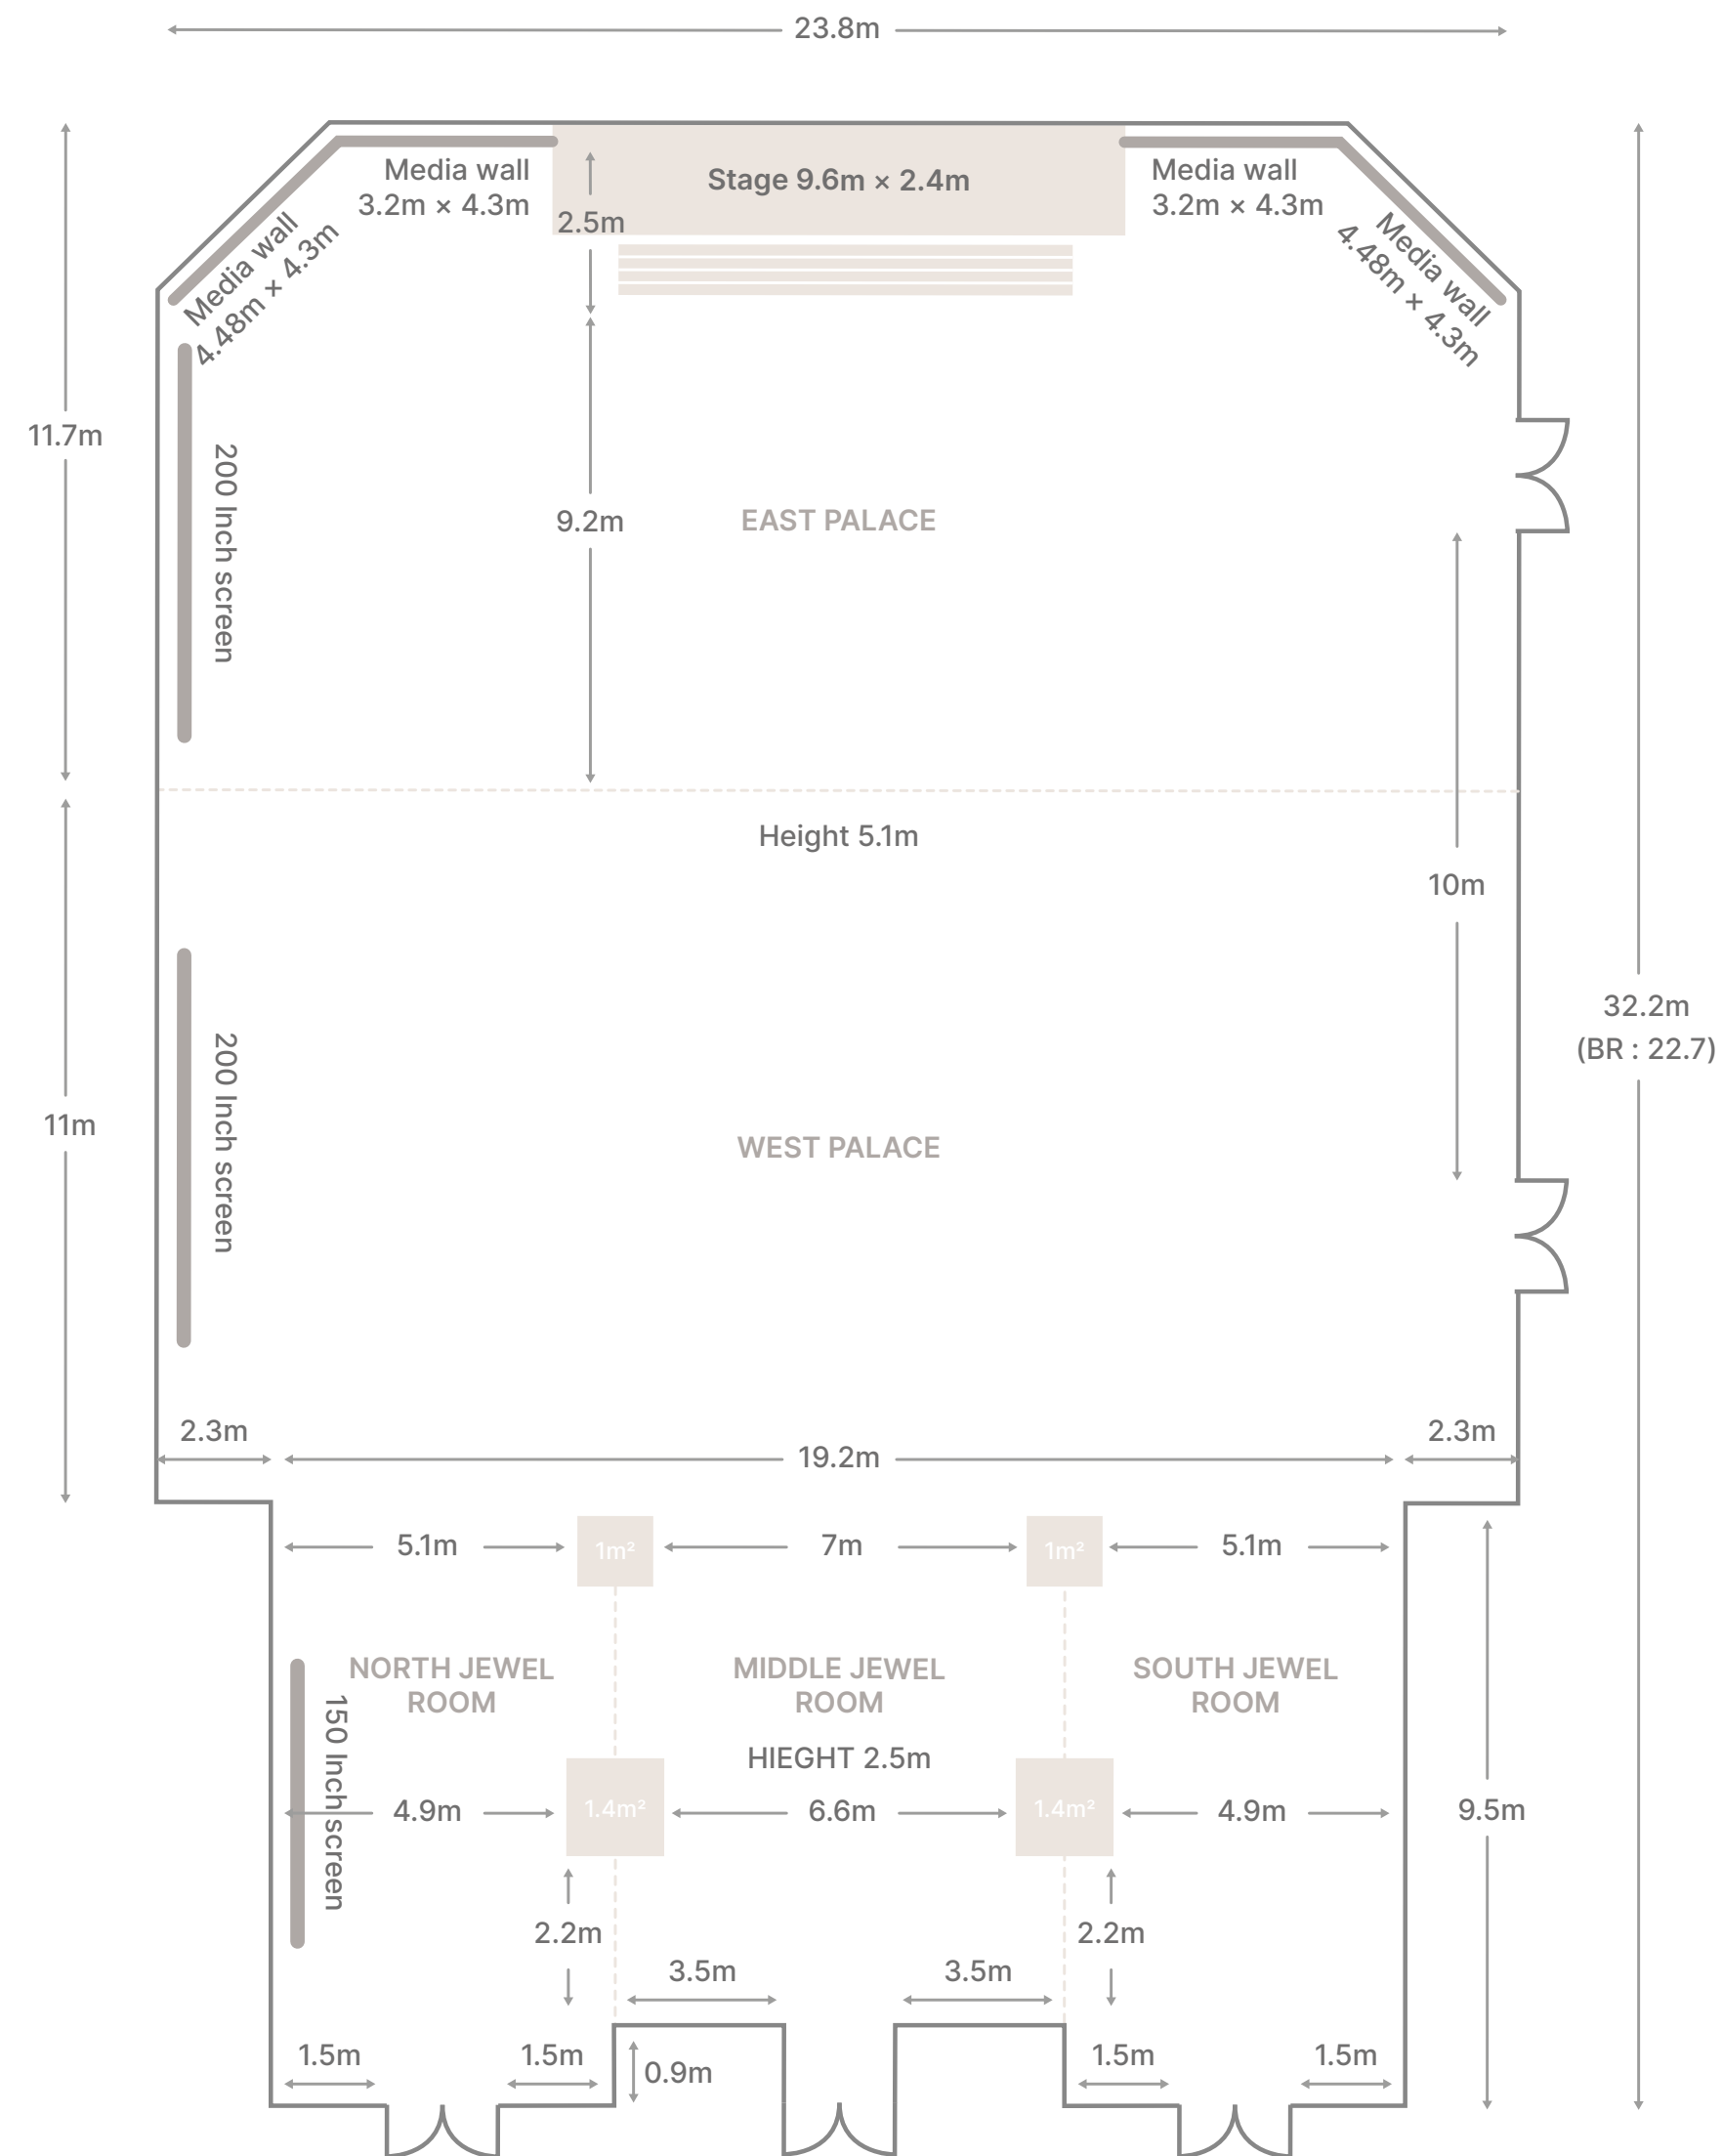 23.8m
Media wall
3.2m × 4.3m
Stage 9.6m × 2.4m
Media wall
3.2m × 4.3m
2.5m
Media wall
4.48m × 4.3m
Media wall
4.48m × 4.3m
11.7m
200 Inch screen
9.2m
EAST PALACE
Height 5.1m
10m
32.2m
(BR : 22.7)
11m
200 Inch screen
WEST PALACE
2.3m
19.2m
2.3m
5.1m
1m²
7m
1m²
5.1m
NORTH JEWEL
ROOM
MIDDLE JEWEL
ROOM
SOUTH JEWEL
ROOM
150 Inch screen
HIEGHT 2.5m
4.9m
1.4m²
6.6m
1.4m²
4.9m
9.5m
2.2m
2.2m
3.5m
3.5m
1.5m
1.5m
0.9m
1.5m
1.5m